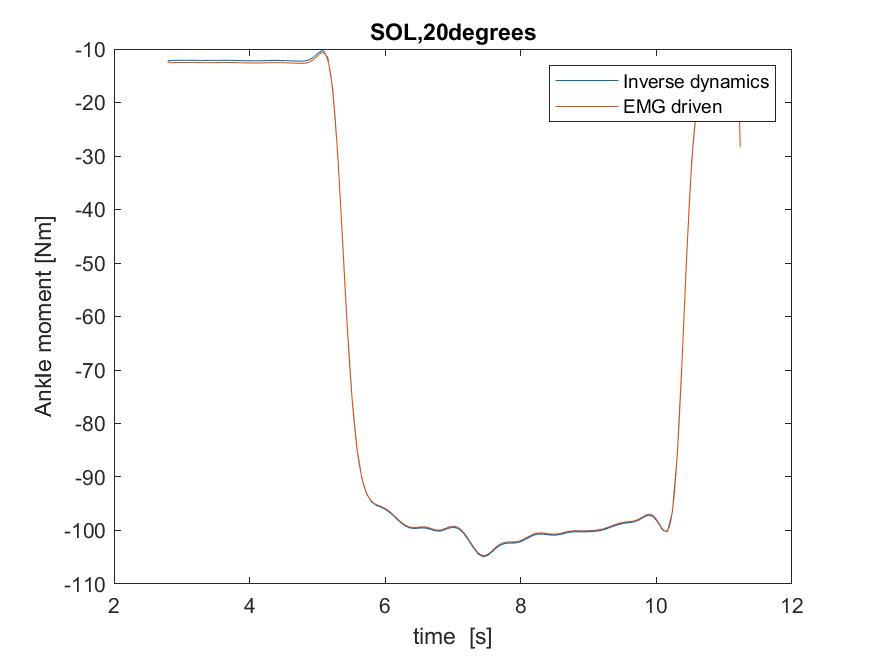 SOL,20degrees
Inverse dynamics
EMG driven
Ankle moment [Nm]
-10
-20
-30
-40
-50
-60
-70
-80
-90
-100
-110
2 4 6 8 10 12
time [s]